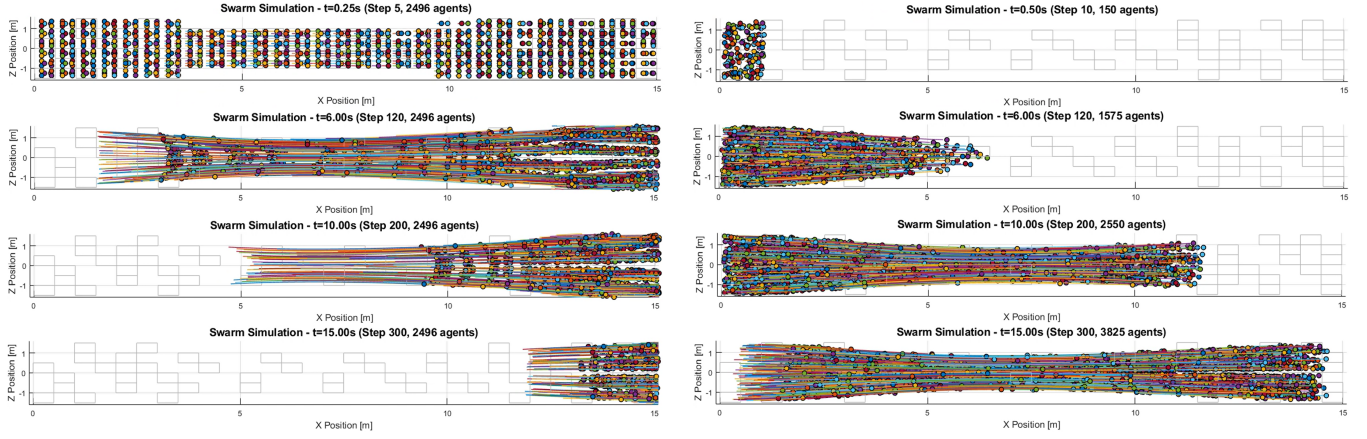 Swarm Simulation - t=0.25s (Step 5, 2496 agents)
Z Position [m]
1
0
-1
0 5 10 15
X Position [m]
Swarm Simulation - t=6.00s (Step 120, 2496 agents)
Z Position [m]
1
0
-1
0 5 10 15
X Position [m]
Swarm Simulation - t=10.00s (Step 200, 2496 agents)
Z Position [m]
1
0
-1
0 5 10 15
X Position [m]
Swarm Simulation - t=15.00s (Step 300, 2496 agents)
Z Position [m]
1
0
-1
0 5 10 15
X Position [m]
Swarm Simulation - t=0.50s (Step 10, 150 agents)
Z Position [m]
1
0
-1
0 5 10 15
X Position [m]
Swarm Simulation - t=6.00s (Step 120, 1575 agents)
Z Position [m]
1
0
-1
0 5 10 15
X Position [m]
Swarm Simulation - t=10.00s (Step 200, 2550 agents)
Z Position [m]
1
0
-1
0 5 10 15
X Position [m]
Swarm Simulation - t=15.00s (Step 300, 3825 agents)
Z Position [m]
1
0
-1
0 5 10 15
X Position [m]